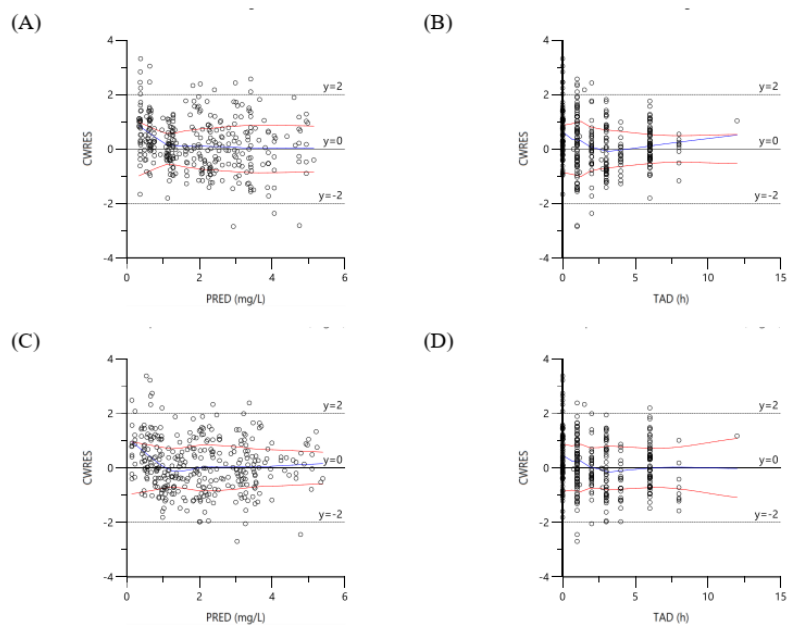 (A)
(B)
4
y=2
2
CWRES
y=0
0
-2
y=-2
-4
0
2
4
6
PRED (mg/L)
4
y=2
2
CWRES
y=0
0
-2
y=-2
-4
0
5
10
15
TAD (h)
(C)
(D)
4
y=2
2
CWRES
y=0
0
-2
y=-2
-4
0
2
4
6
PRED (mg/L)
4
y=2
2
CWRES
y=0
0
-2
y=-2
-4
0
5
10
15
TAD (h)